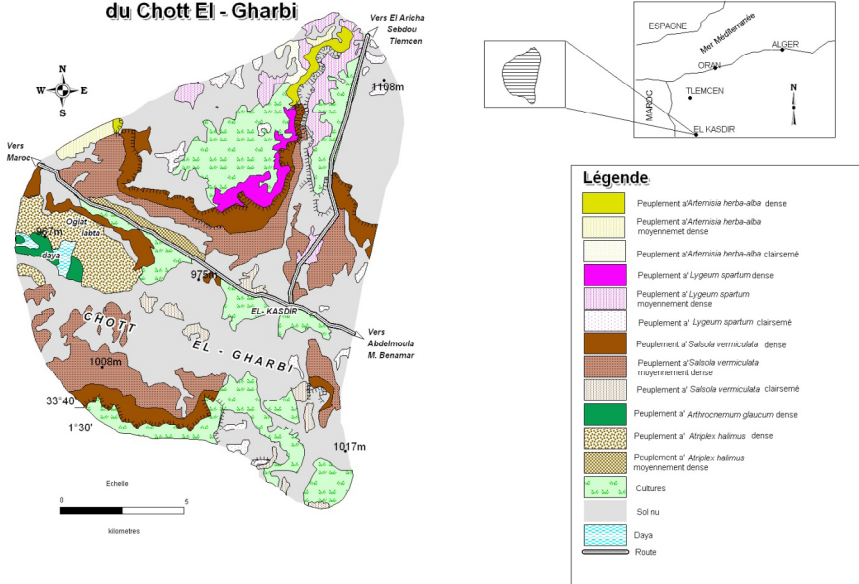 du Chott El - Gharbi
Vers El Aricha
Sebdou
Tlemcen
N
W E
S
1108m
Vers
Maroc
Oglat
labta
967m
daya
975m
EL- KASDIR
CHOTT
EL - GHARBI
Vers
Abdelmoula
M. Benamar
1008m
33°40'
1°30'
1017m
Echelle
0 5
kilometres
ESPAGNE
Mer Méditerranée
ALGER
ORAN
TLEMCEN
MAROC
N
EL KASDIR
Légende
Peuplement a'Artemisia herba-alba dense
Peuplement a'Artemisia herba-alba
moyennemet dense
Peuplement a'Artemisia herba-alba clairsemé
Peuplement a'Lygeum spartum dense
Peuplement a'Lygeum spartum
moyennement dense
Peuplement a' Lygeum spartum clairsemé
Peuplement a'Salsola vermiculata dense
Peuplement a'Salsola vermiculata
moyennement dense
Peuplement a' Salsola vermiculata clairsemé
Peuplement a' Arthrocnemum glaucum dense
Peuplement a' Atriplex halimus dense
Peuplement a'Atriplex halimus
moyennement dense
Cultures
Sol nu
Daya
Route